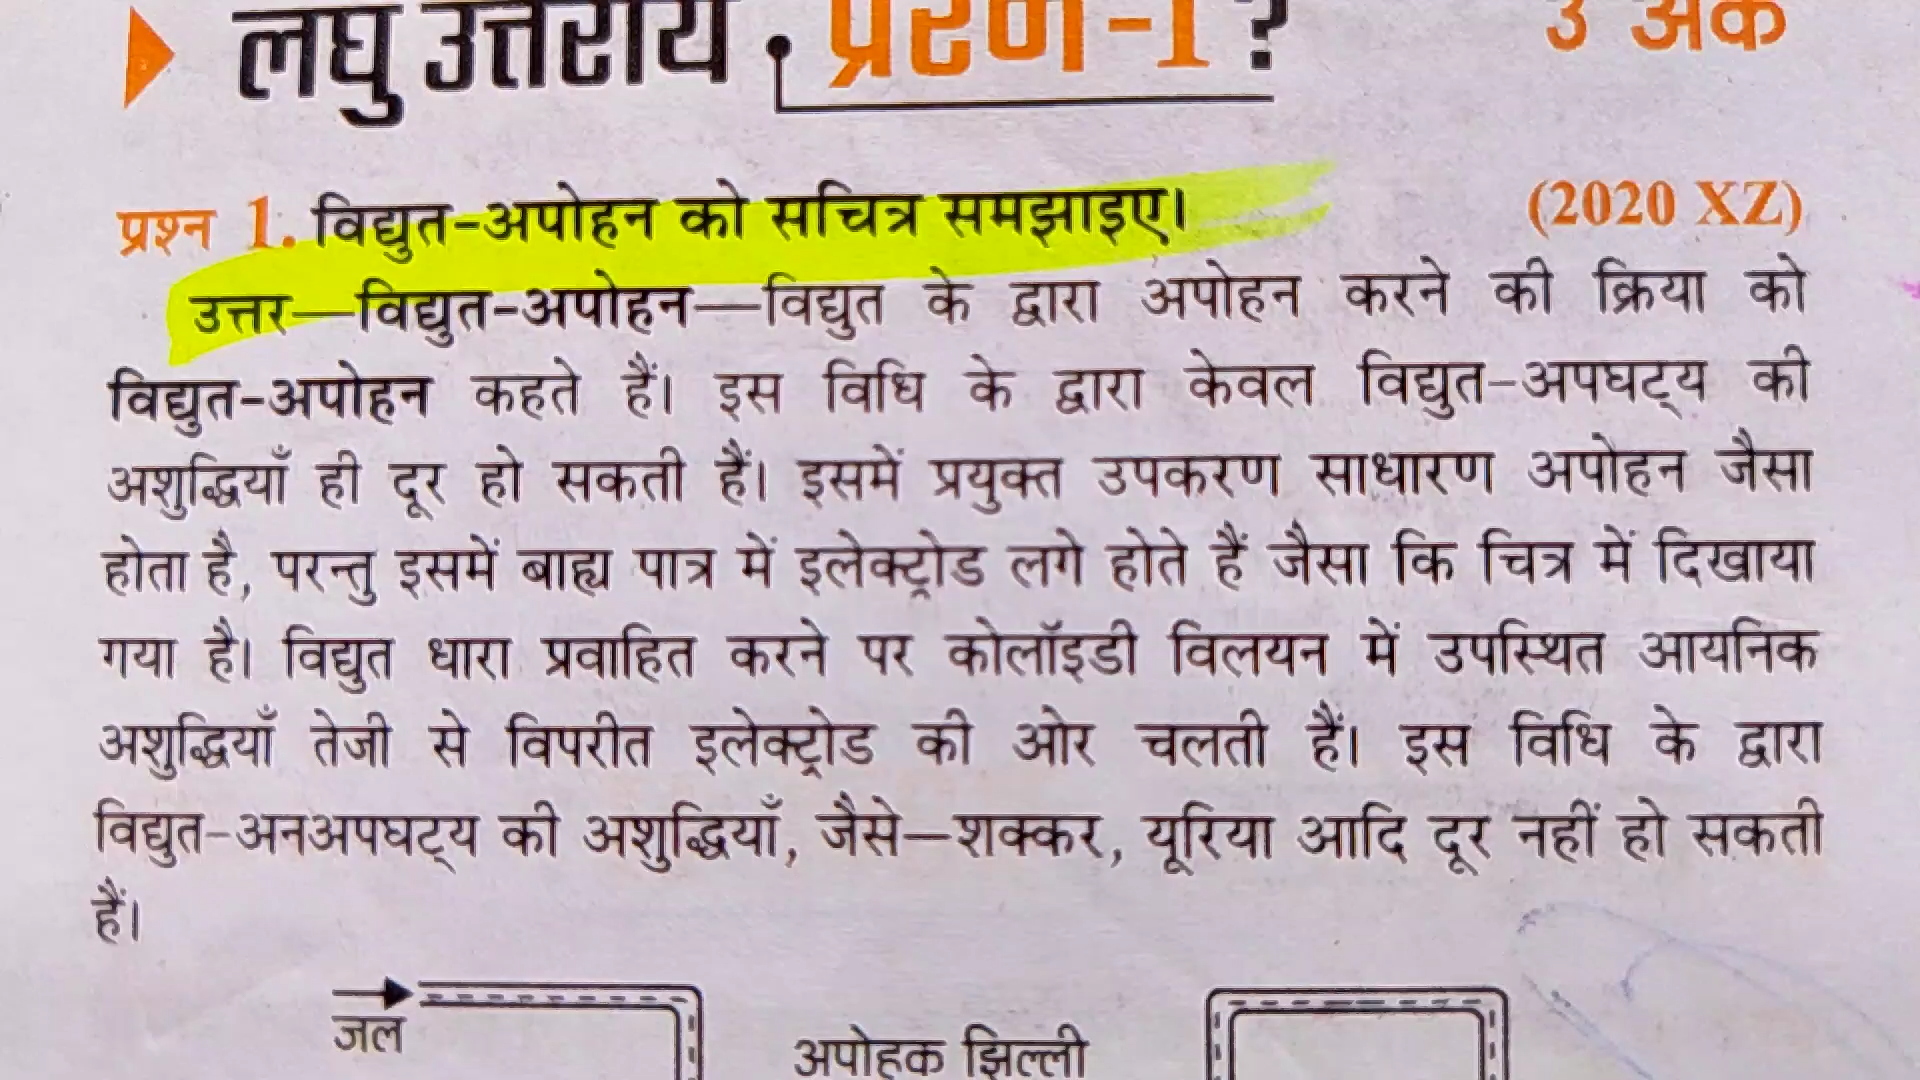 लघु उत्तरीय प्रश्न-1 ? 3 अंक
प्रश्न 1. विद्युत-अपोहन को सचित्र समझाइए। (2020 XZ)
उत्तर—विद्युत-अपोहन—विद्युत के द्वारा अपोहन करने की क्रिया को
विद्युत-अपोहन कहते हैं। इस विधि के द्वारा केवल विद्युत-अपघट्य की
अशुद्धियाँ ही दूर हो सकती हैं। इसमें प्रयुक्त उपकरण साधारण अपोहन जैसा
होता है, परन्तु इसमें बाह्य पात्र में इलेक्ट्रोड लगे होते हैं जैसा कि चित्र में दिखाया
गया है। विद्युत धारा प्रवाहित करने पर कोलॉइडी विलयन में उपस्थित आयनिक
अशुद्धियाँ तेजी से विपरीत इलेक्ट्रोड की ओर चलती हैं। इस विधि के द्वारा
विद्युत-अनअपघट्य की अशुद्धियाँ, जैसे—शक्कर, यूरिया आदि दूर नहीं हो सकती
हैं।
जल
अपोहक झिल्ली